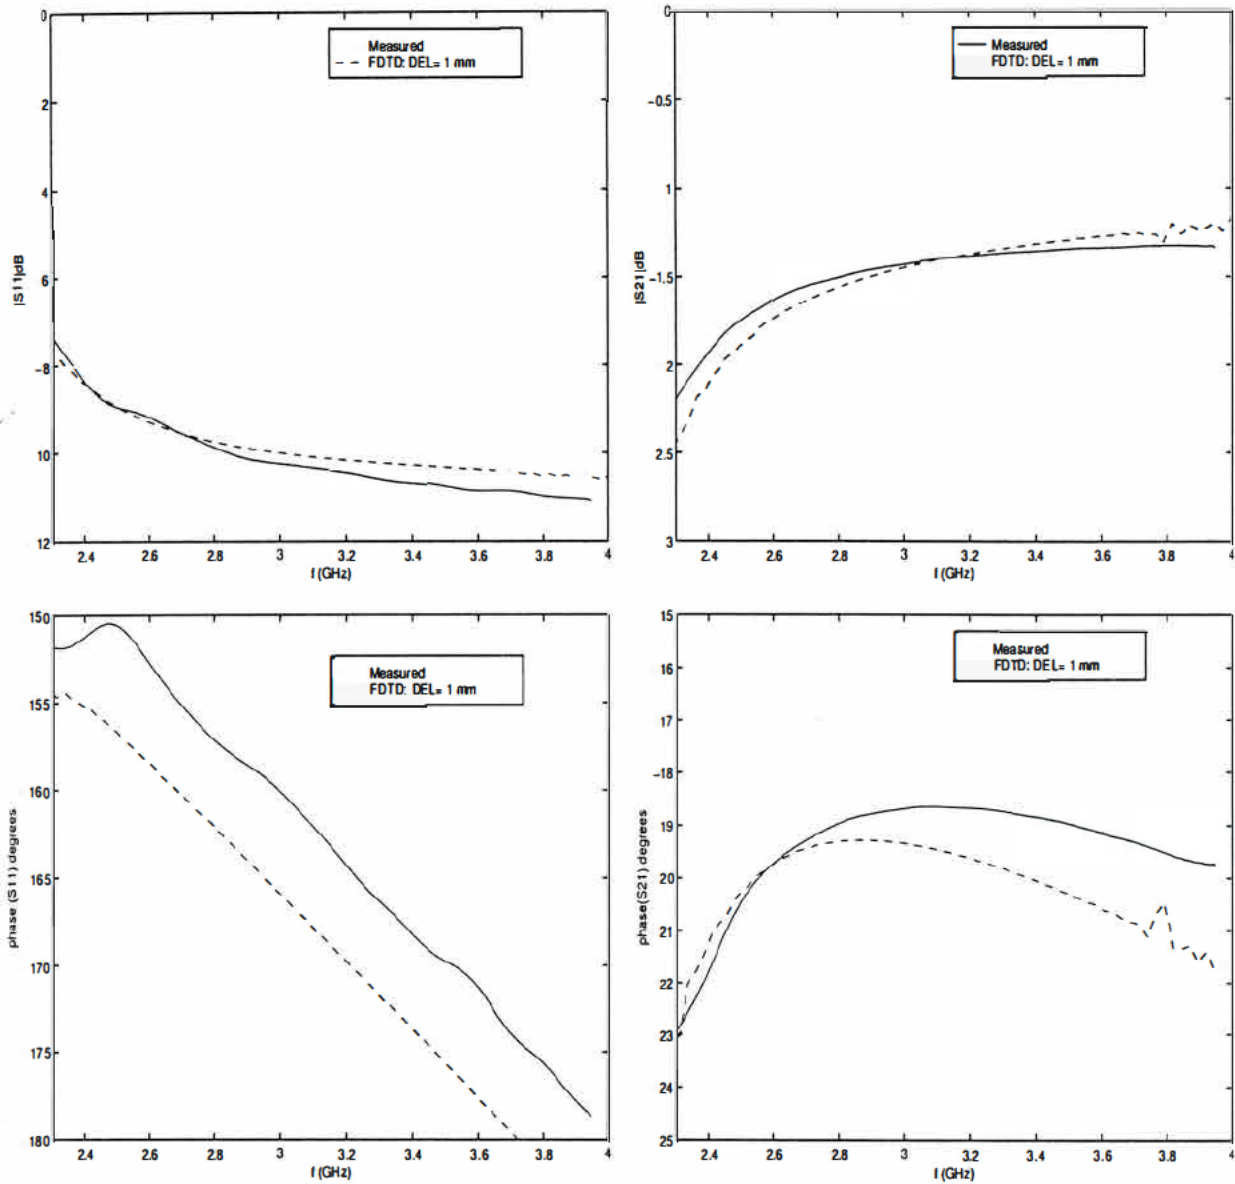 0
2
4
6
-8
10
12
|S11|dB
2.4 2.6 2.8 3 3.2 3.4 3.6 3.8 4
f (GHz)
Measured
FDTD: DEL= 1 mm
0
-0.5
1
-1.5
2
2.5
3
|S21|dB
2.4 2.6 2.8 3 3.2 3.4 3.6 3.8 4
f (GHz)
Measured
FDTD: DEL= 1 mm
150
155
160
165
170
175
180
phase (S11) degrees
2.4 2.6 2.8 3 3.2 3.4 3.6 3.8 4
f (GHz)
Measured
FDTD: DEL= 1 mm
15
16
17
-18
19
20
21
22
23
24
25
phase(S21) degrees
2.4 2.6 2.8 3 3.2 3.4 3.6 3.8 4
f (GHz)
Measured
FDTD: DEL= 1 mm